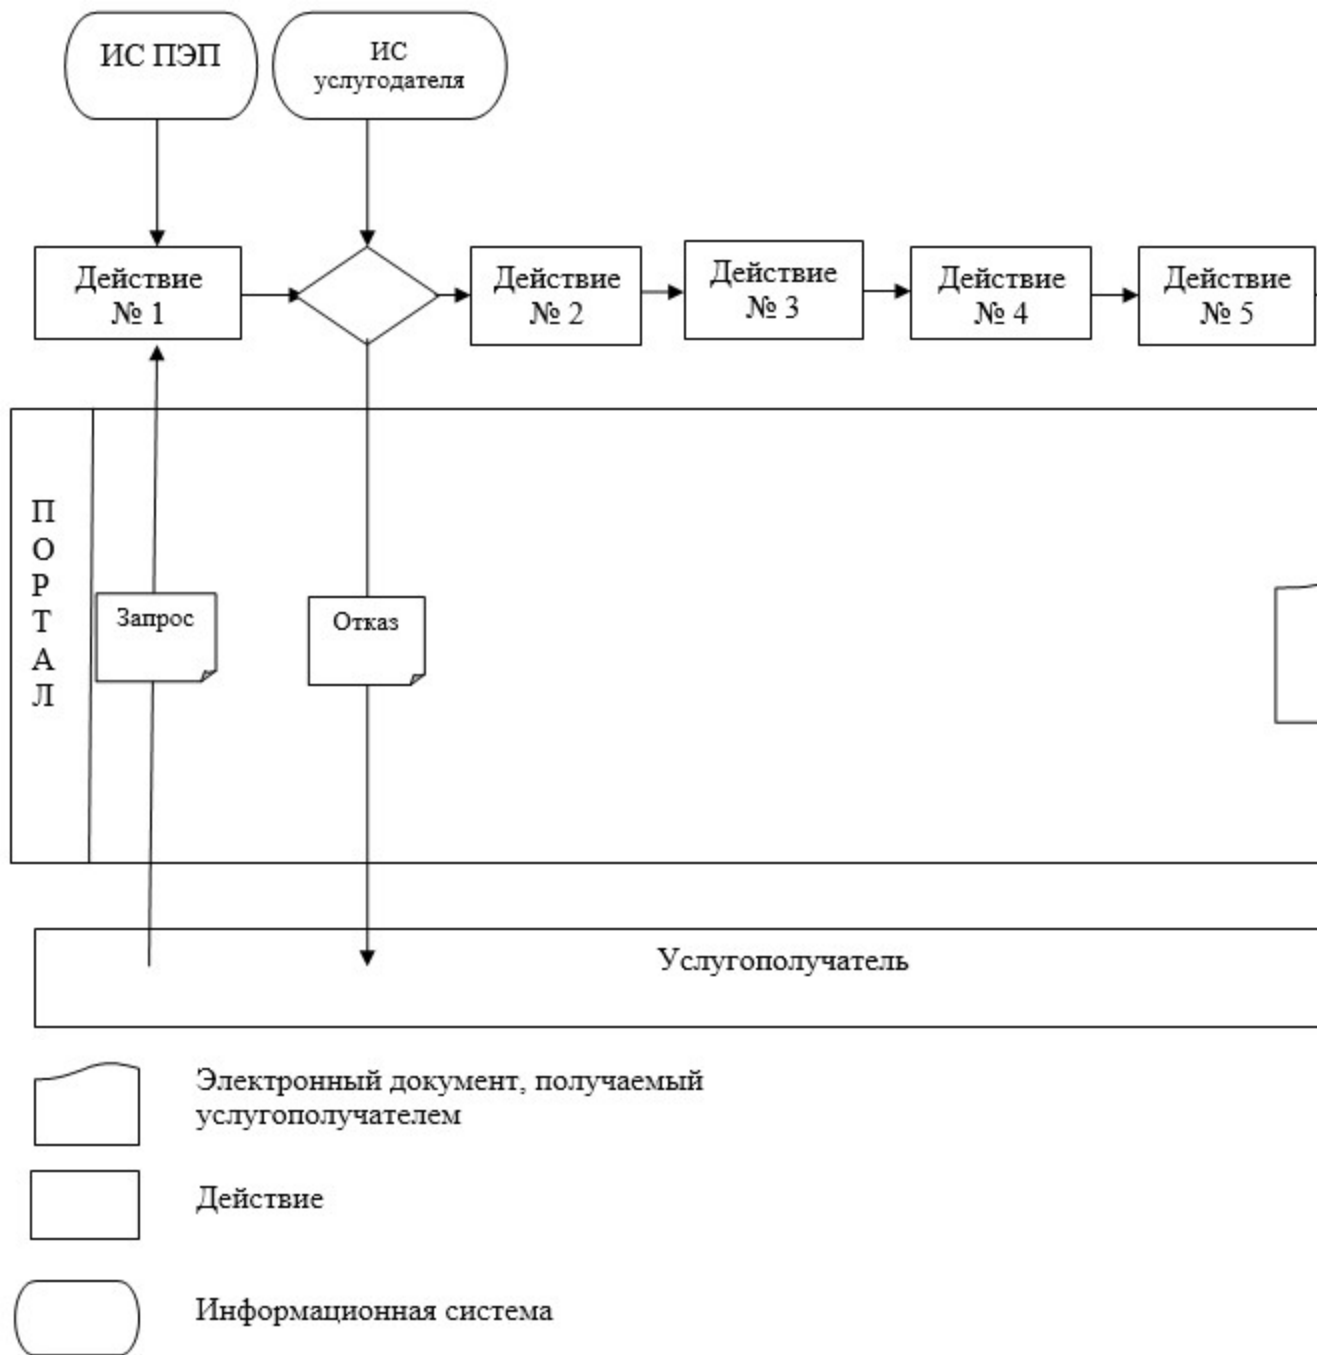 ИС ПЭП
ИС
услугодателя
Действие
№ 1
Действие
№ 2
Действие
№ 3
Действие
№ 4
Действие
№ 5
П
О
Р
Т
А
Л
Запрос
Отказ
Услугополучатель
Электронный документ, получаемый
услугополучателем
Действие
Информационная система